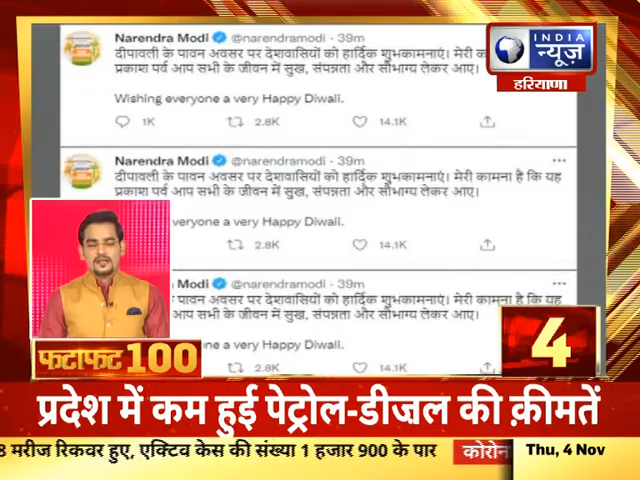 Narendra Modi @narendramodi · 39m
दीपावली के पावन अवसर पर देशवासियों को हार्दिक शुभकामनाएं। मेरी का
प्रकाश पर्व आप सभी के जीवन में सुख, संपन्नता और सौभाग्य लेकर आए।
Wishing everyone a very Happy Diwali.
1K 2.8K 14.1K
INDIA
न्यूज़
हरियाणा
Narendra Modi @narendramodi · 39m
दीपावली के पावन अवसर पर देशवासियों को हार्दिक शुभकामनाएं। मेरी कामना है कि यह
प्रकाश पर्व आप सभी के जीवन में सुख, संपन्नता और सौभाग्य लेकर आए।
everyone a very Happy Diwali.
2.8K 14.1K
Modi @narendramodi · 39m
के पावन अवसर पर देशवासियों को हार्दिक शुभकामनाएं। मेरी कामना है कि यह
आप सभी के जीवन में सुख, संपन्नता और सौभाग्य लेकर आए।
one a very Happy Diwali.
2.8K 14.1K
फटाफट 100
4
प्रदेश में कम हुई पेट्रोल-डीज़ल की क़ीमतें
8 मरीज रिकवर हुए, एक्टिव केस की संख्या 1 हजार 900 के पार
कोरोन
Thu, 4 Nov